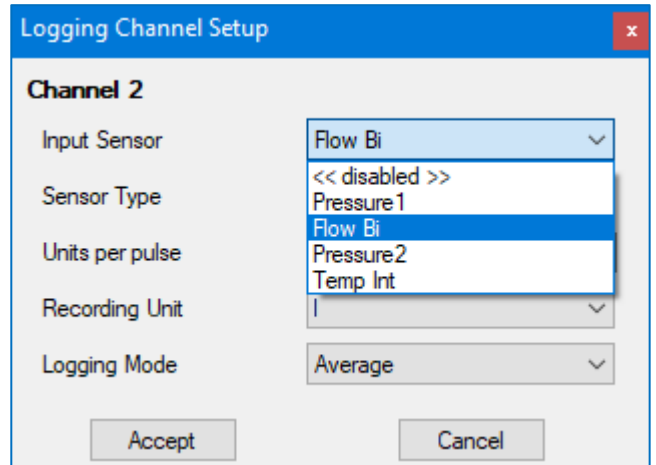 Logging Channel Setup x
Channel 2
Input Sensor Flow Bi
<< disabled >>
Sensor Type Pressure1
Flow Bi
Units per pulse Pressure2
Temp Int
Recording Unit l
Logging Mode Average
Accept Cancel